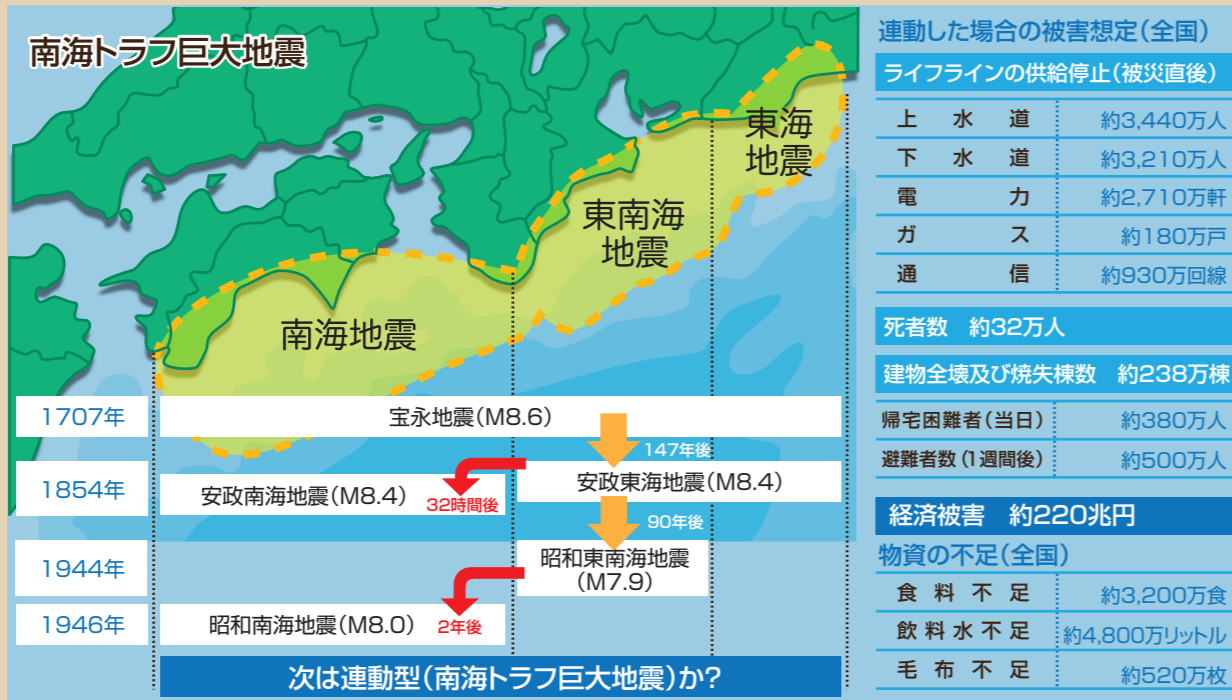 南海トラフ巨大地震
東海
地震
東南海
地震
南海地震
1707年
宝永地震(M8.6)
147年後
1854年
安政南海地震(M8.4)
32時間後
安政東海地震(M8.4)
90年後
1944年
昭和東南海地震
(M7.9)
1946年
昭和南海地震(M8.0)
2年後
次は連動型(南海トラフ巨大地震)か?
連動した場合の被害想定(全国)
ライフラインの供給停止(被災直後)
上水道 約3,440万人
下水道 約3,210万人
電力 約2,710万軒
ガス 約180万戸
通信 約930万回線
死者数 約32万人
建物全壊及び焼失棟数 約238万棟
帰宅困難者(当日) 約380万人
避難者数(1週間後) 約500万人
経済被害 約220兆円
物資の不足(全国)
食料不足 約3,200万食
飲料水不足 約4,800万リットル
毛布不足 約520万枚